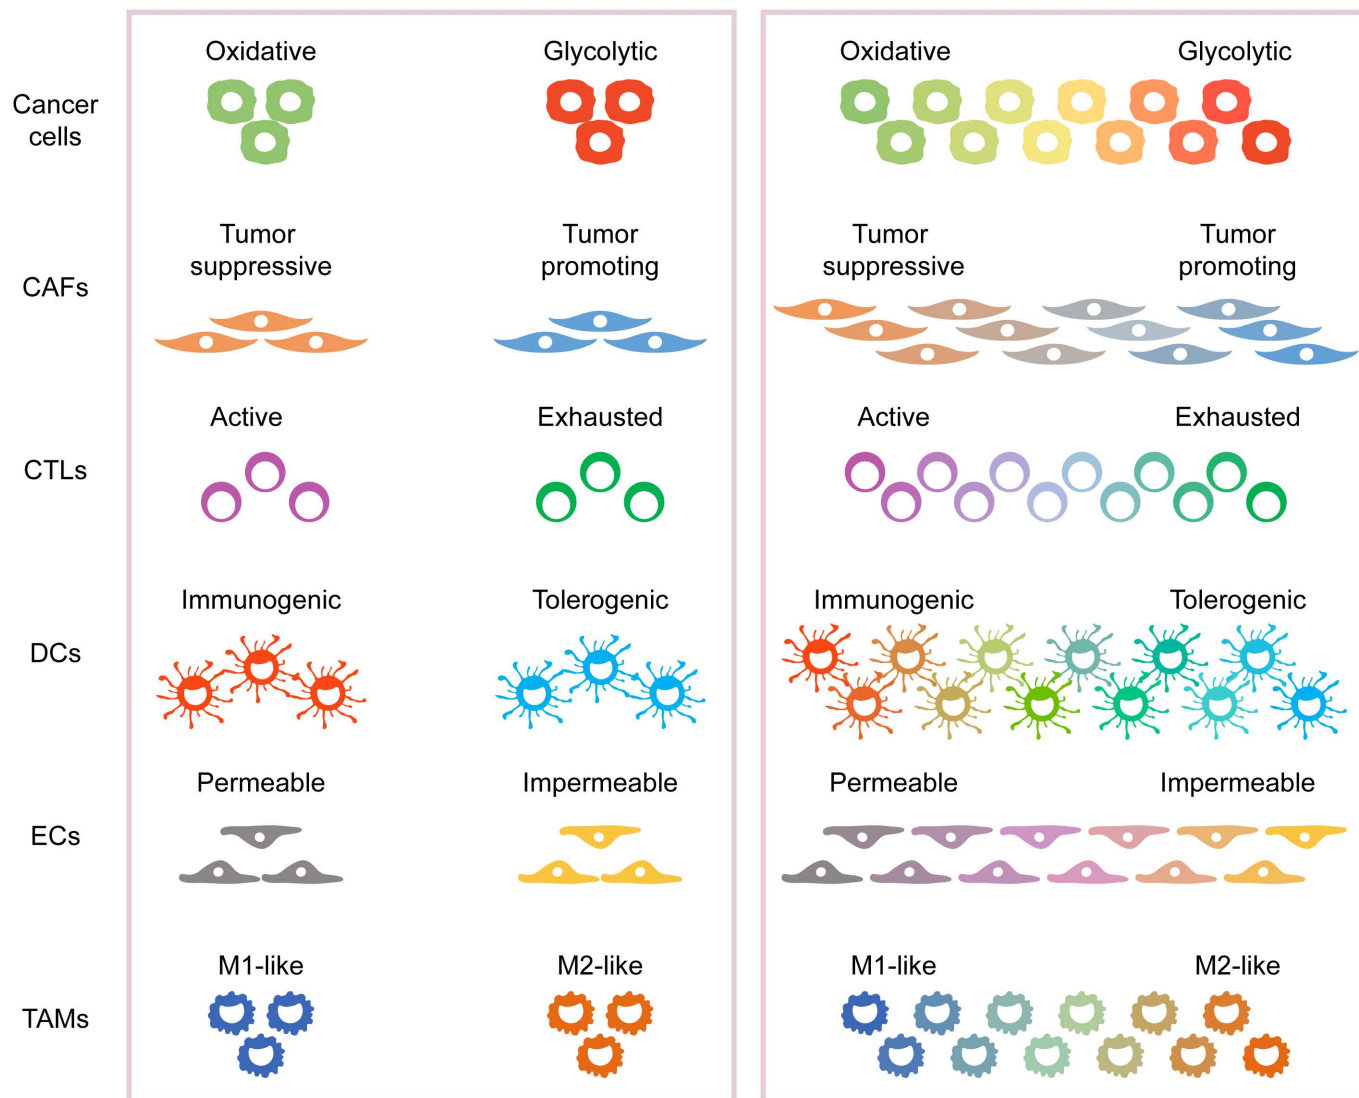 Oxidative
Glycolytic
Oxidative
Glycolytic
Cancer
cells
Tumor
suppressive
Tumor
promoting
Tumor
suppressive
Tumor
promoting
CAFs
Active
Exhausted
Active
Exhausted
CTLs
Immunogenic
Tolerogenic
Immunogenic
Tolerogenic
DCs
Permeable
Impermeable
Permeable
Impermeable
ECs
M1-like
M2-like
M1-like
M2-like
TAMs